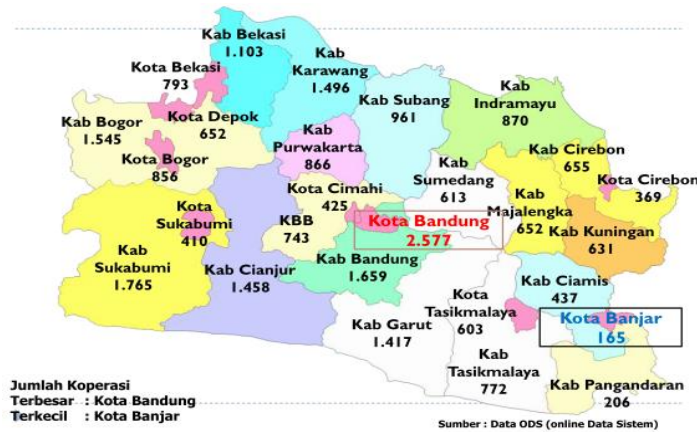 Kab Bekasi
1.103
Kota Bekasi
793
Kab
Karawang
1.496
Kab Subang
961
Kab
Indramayu
870
Kab Bogor
1.545
Kota Depok
652
Kota Bogor
856
Kab
Purwakarta
866
Kab
Sumedang
613
Kab Cirebon
655
Kota Cirebon
369
Kab
Majalengka
652
Kab Kuningan
631
Kota
Sukabumi
410
Kota Cimahi
425
KBB
743
Kota Bandung
2.577
Kab
Sukabumi
1.765
Kab Cianjur
1.458
Kab Bandung
1.659
Kab Garut
1.417
Kota
Tasikmalaya
603
Kab
Tasikmalaya
772
Kab Ciamis
437
Kota Banjar
165
Kab Pangandaran
206
Jumlah Koperasi
Terbesar : Kota Bandung
Terkecil : Kota Banjar
Sumber : Data ODS (online Data Sistem)